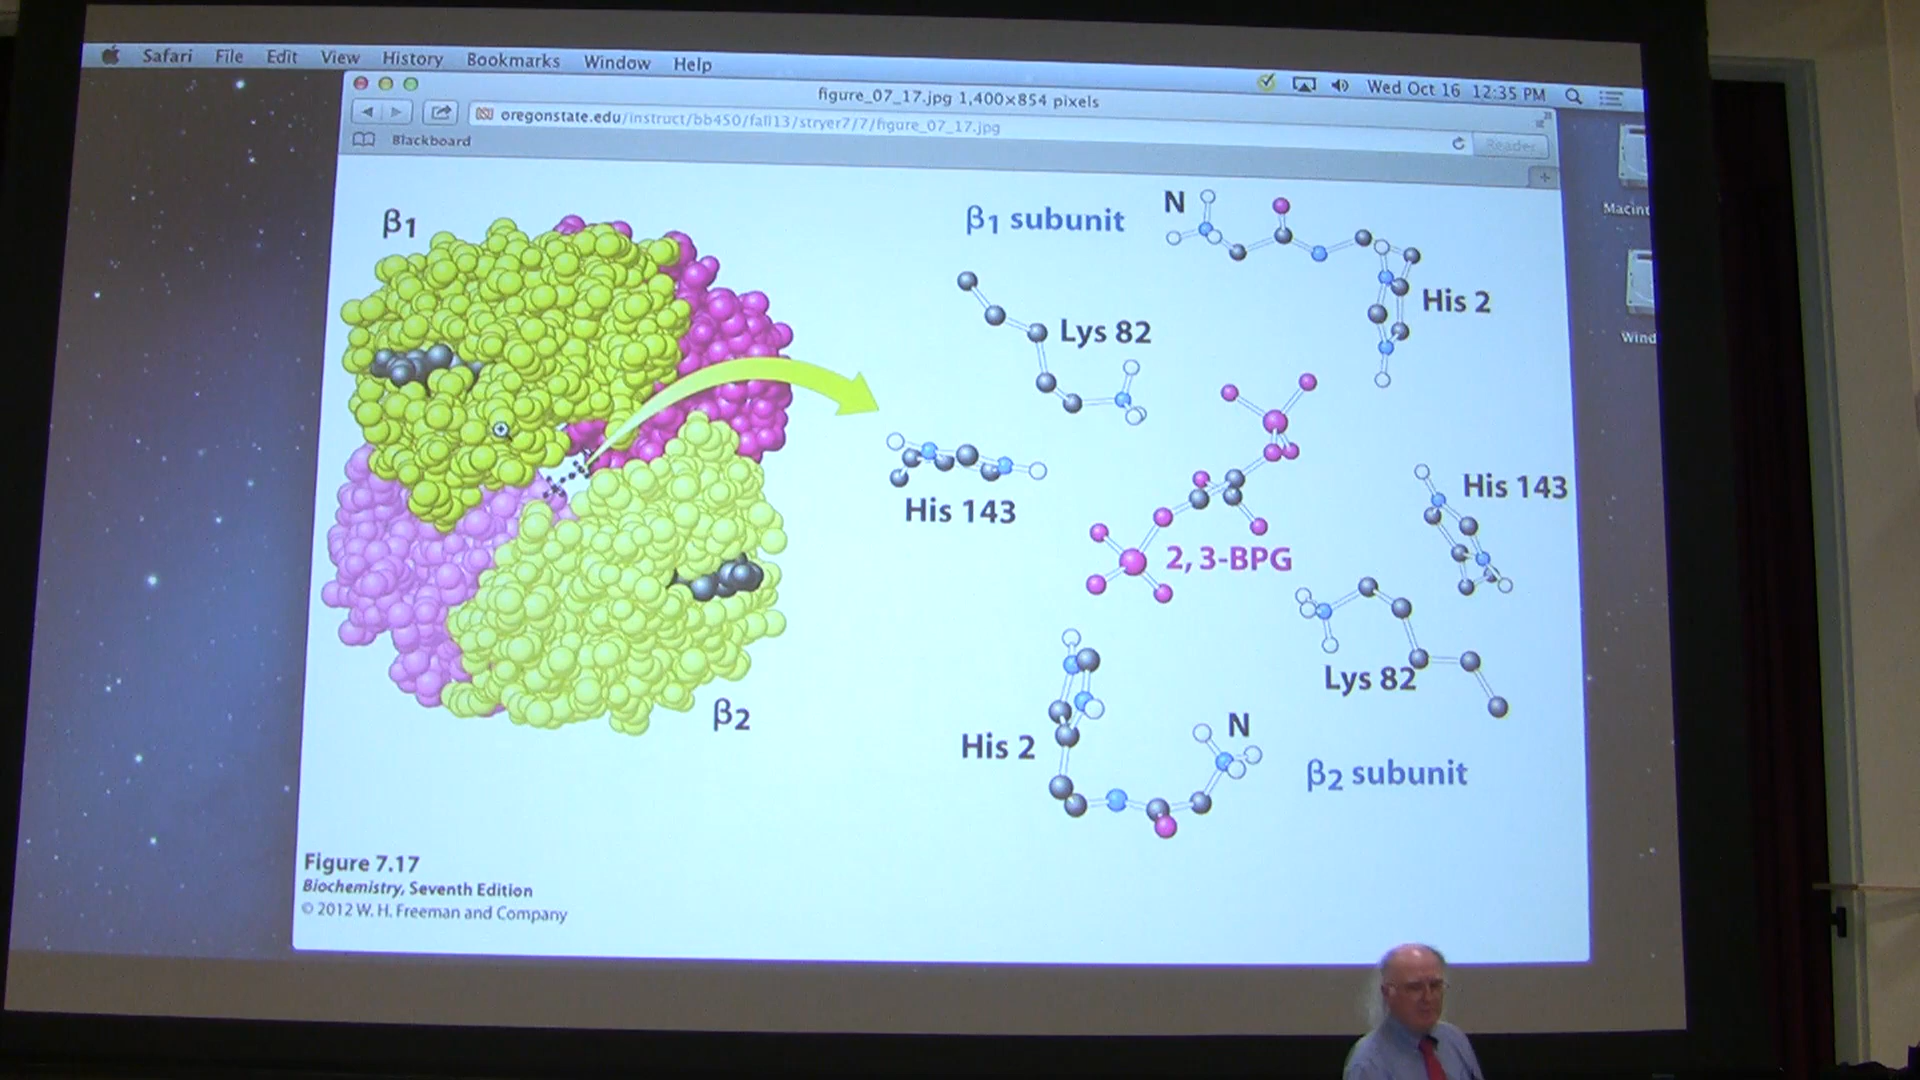 Safari File Edit View History Bookmarks Window Help
Wed Oct 16 12:35 PM
figure_07_17.jpg 1,400×854 pixels
oregonstate.edu/instruct/bb450/fall13/stryer7/7/figure_07_17.jpg
Reader
Blackboard
Macint
Wind
β1
β1 subunit
N
His 2
Lys 82
His 143
His 143
2, 3-BPG
Lys 82
His 2
N
β2
β2 subunit
Figure 7.17
Biochemistry, Seventh Edition
© 2012 W. H. Freeman and Company